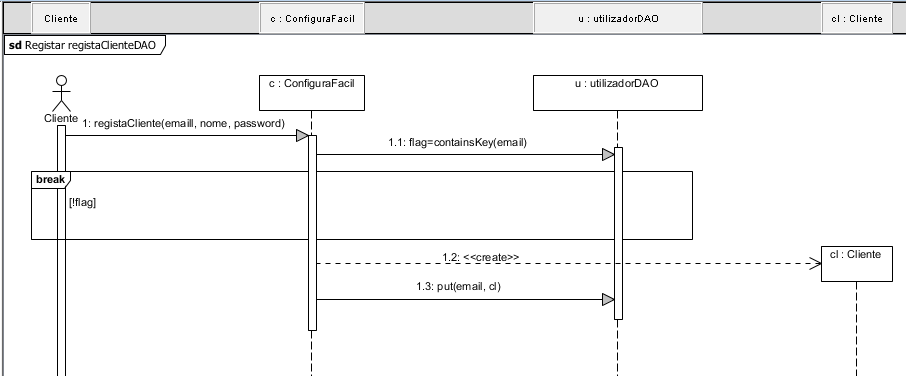 Cliente
c : ConfiguraFacil
u : utilizadorDAO
cl : Cliente
sd Registar registaClienteDAO
c : ConfiguraFacil
u : utilizadorDAO
Cliente
1: registaCliente(emaill, nome, password)
1.1: flag=containsKey(email)
break
[!flag]
1.2: <<create>>
cl : Cliente
1.3: put(email, cl)